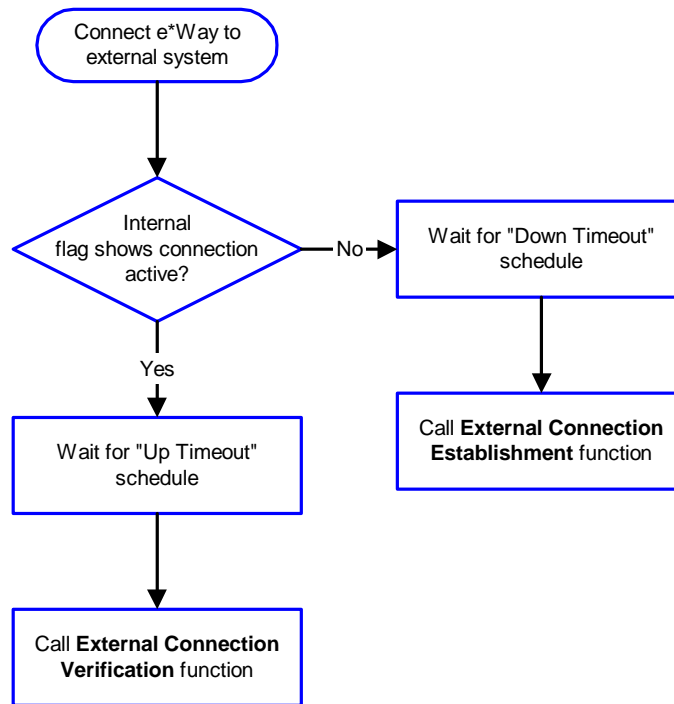 Connect e*Way to
external system
Internal
flag shows connection
active?
No
Wait for "Down Timeout"
schedule
Yes
Call External Connection
Establishment function
Wait for "Up Timeout"
schedule
Call External Connection
Verification function